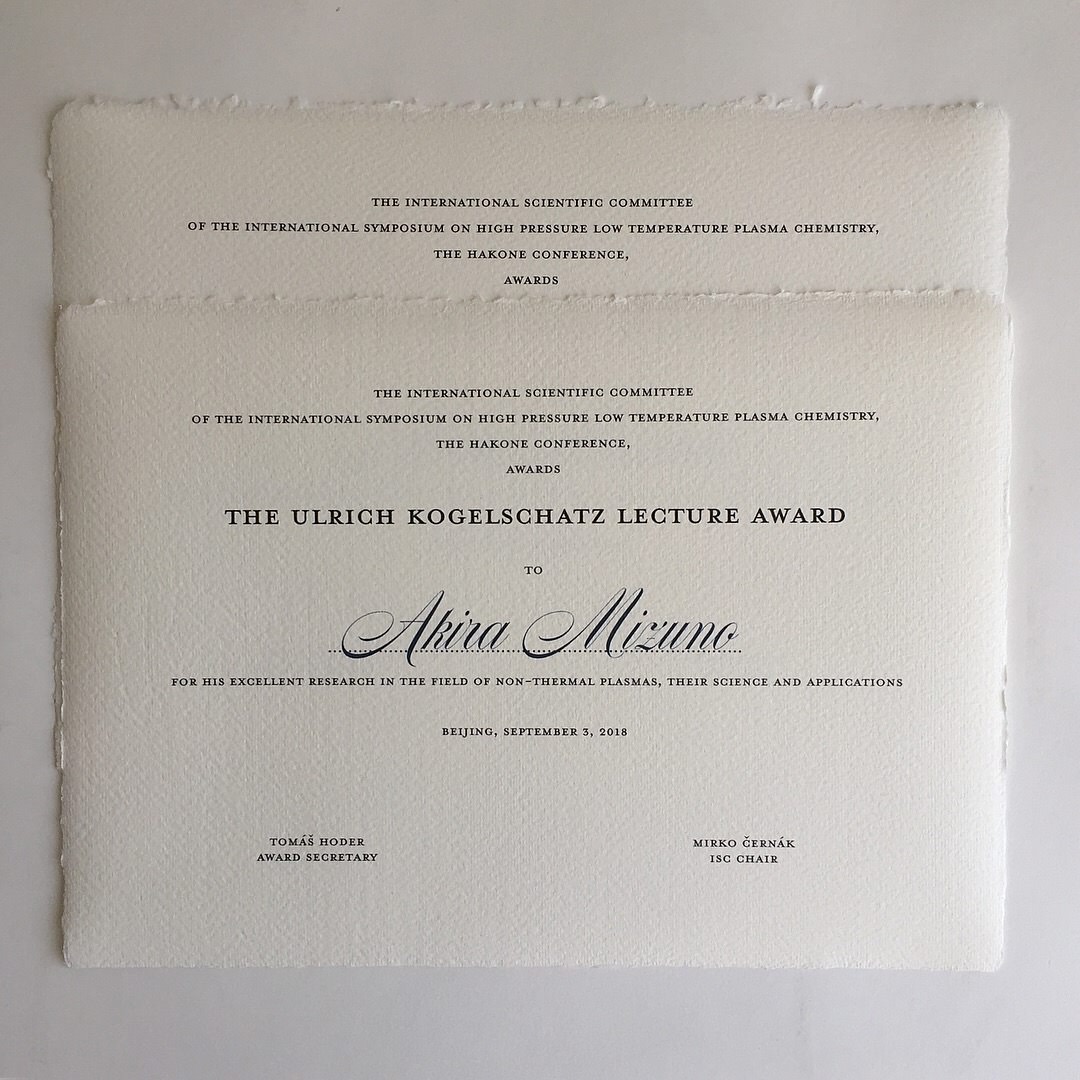 THE INTERNATIONAL SCIENTIFIC COMMITTEE
OF THE INTERNATIONAL SYMPOSIUM ON HIGH PRESSURE LOW TEMPERATURE PLASMA CHEMISTRY,
THE HAKONE CONFERENCE,
AWARDS
THE INTERNATIONAL SCIENTIFIC COMMITTEE
OF THE INTERNATIONAL SYMPOSIUM ON HIGH PRESSURE LOW TEMPERATURE PLASMA CHEMISTRY,
THE HAKONE CONFERENCE,
AWARDS
THE ULRICH KOGELSCHATZ LECTURE AWARD
TO
Akira Mizuno
FOR HIS EXCELLENT RESEARCH IN THE FIELD OF NON-THERMAL PLASMAS, THEIR SCIENCE AND APPLICATIONS
BEIJING, SEPTEMBER 3, 2018
TOMÁŠ HODER
AWARD SECRETARY
MIRKO ČERNÁK
ISC CHAIR